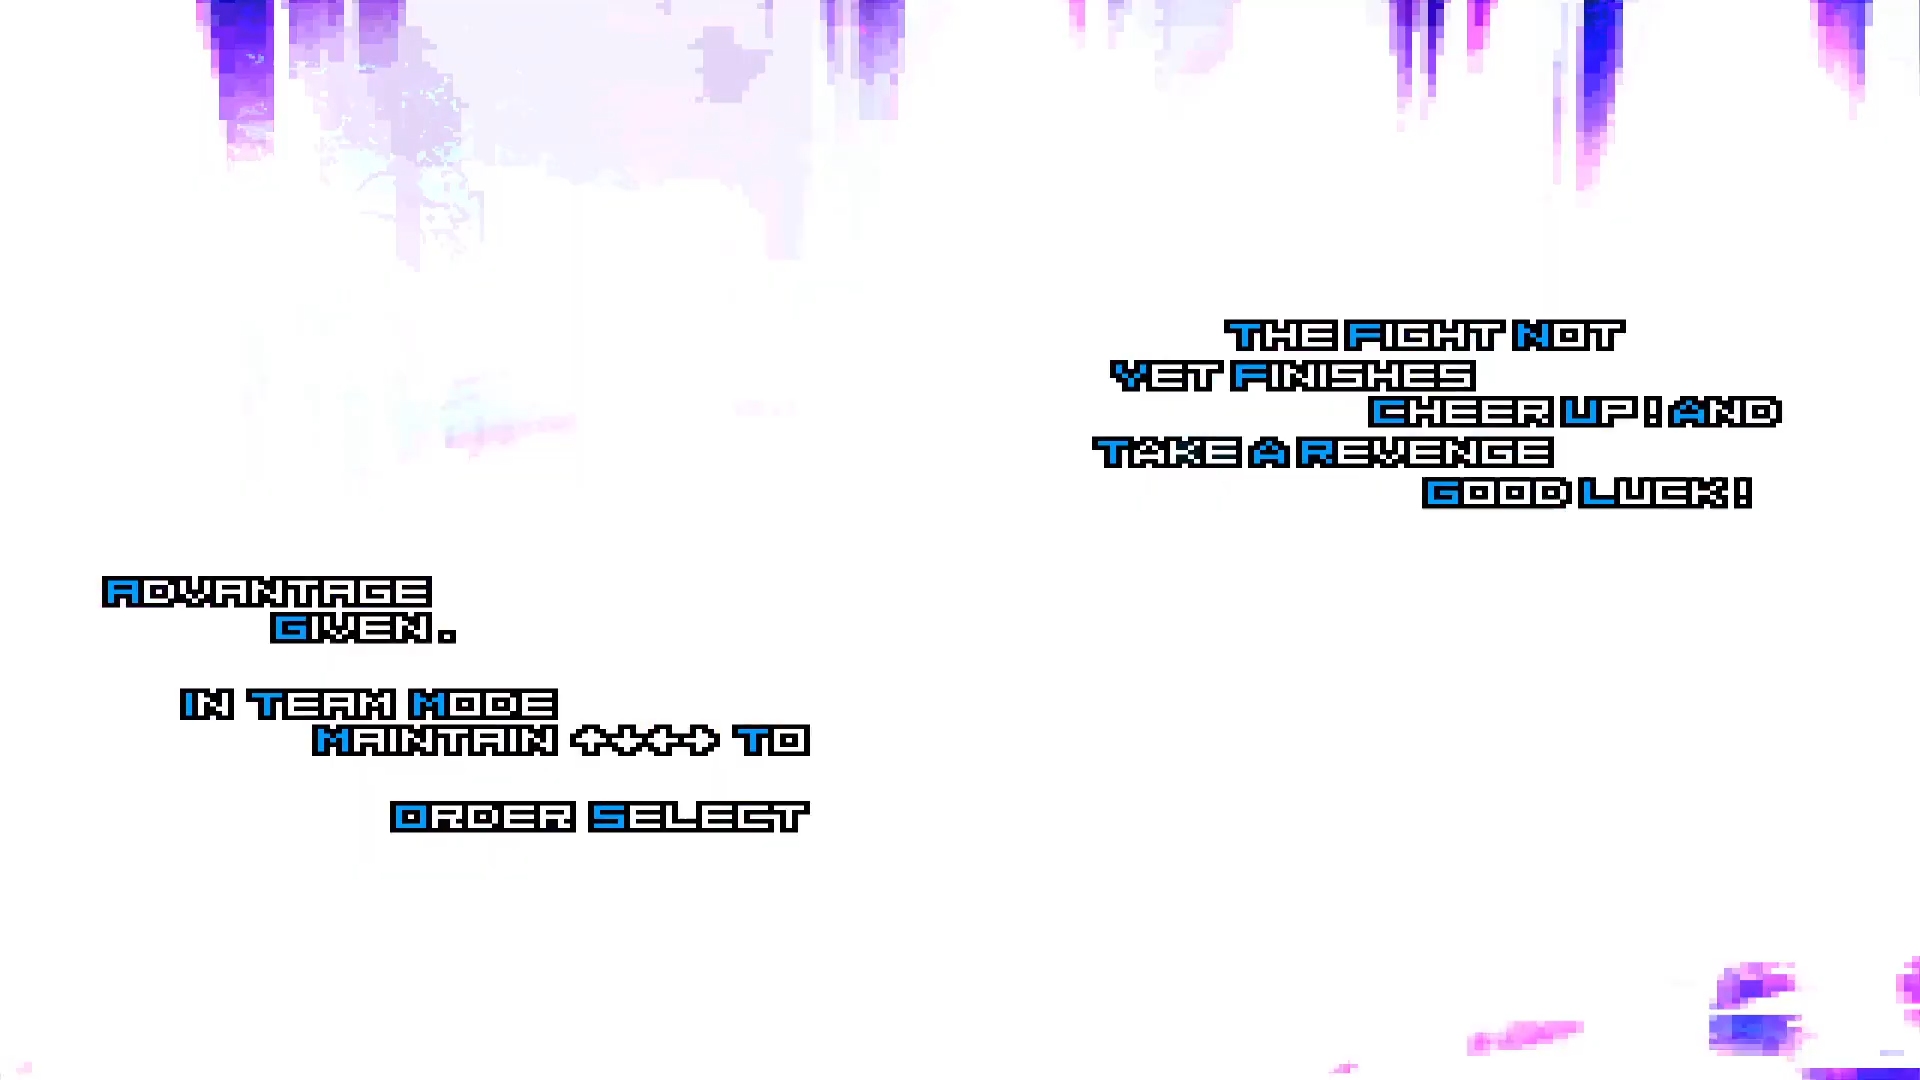 THE FIGHT NOT
YET FINISHES
CHEER UP! AND
TAKE A REVENGE
GOOD LUCK!
ADVANTAGE
GIVEN.
IN TEAM MODE
MAINTAIN ↑↓←→ TO
ORDER SELECT